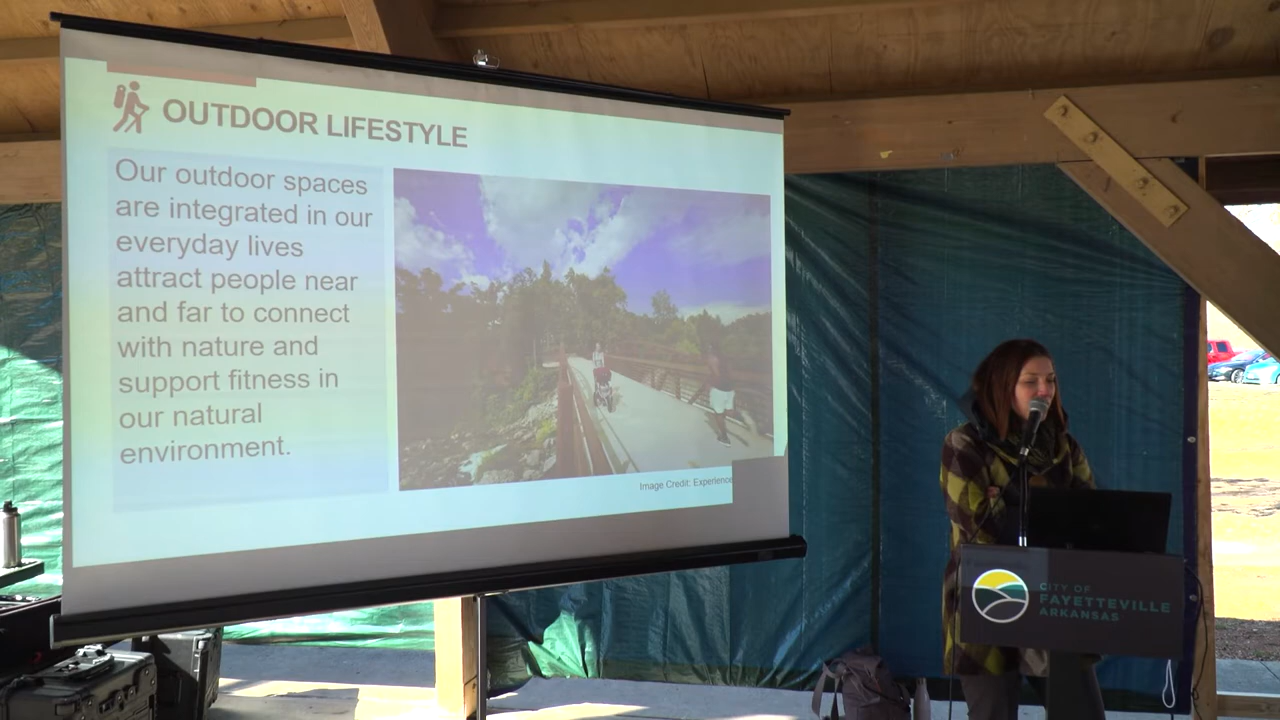 OUTDOOR LIFESTYLE
Our outdoor spaces
are integrated in our
everyday lives
attract people near
and far to connect
with nature and
support fitness in
our natural
environment.
Image Credit: Experience
CITY OF
FAYETTEVILLE
ARKANSAS